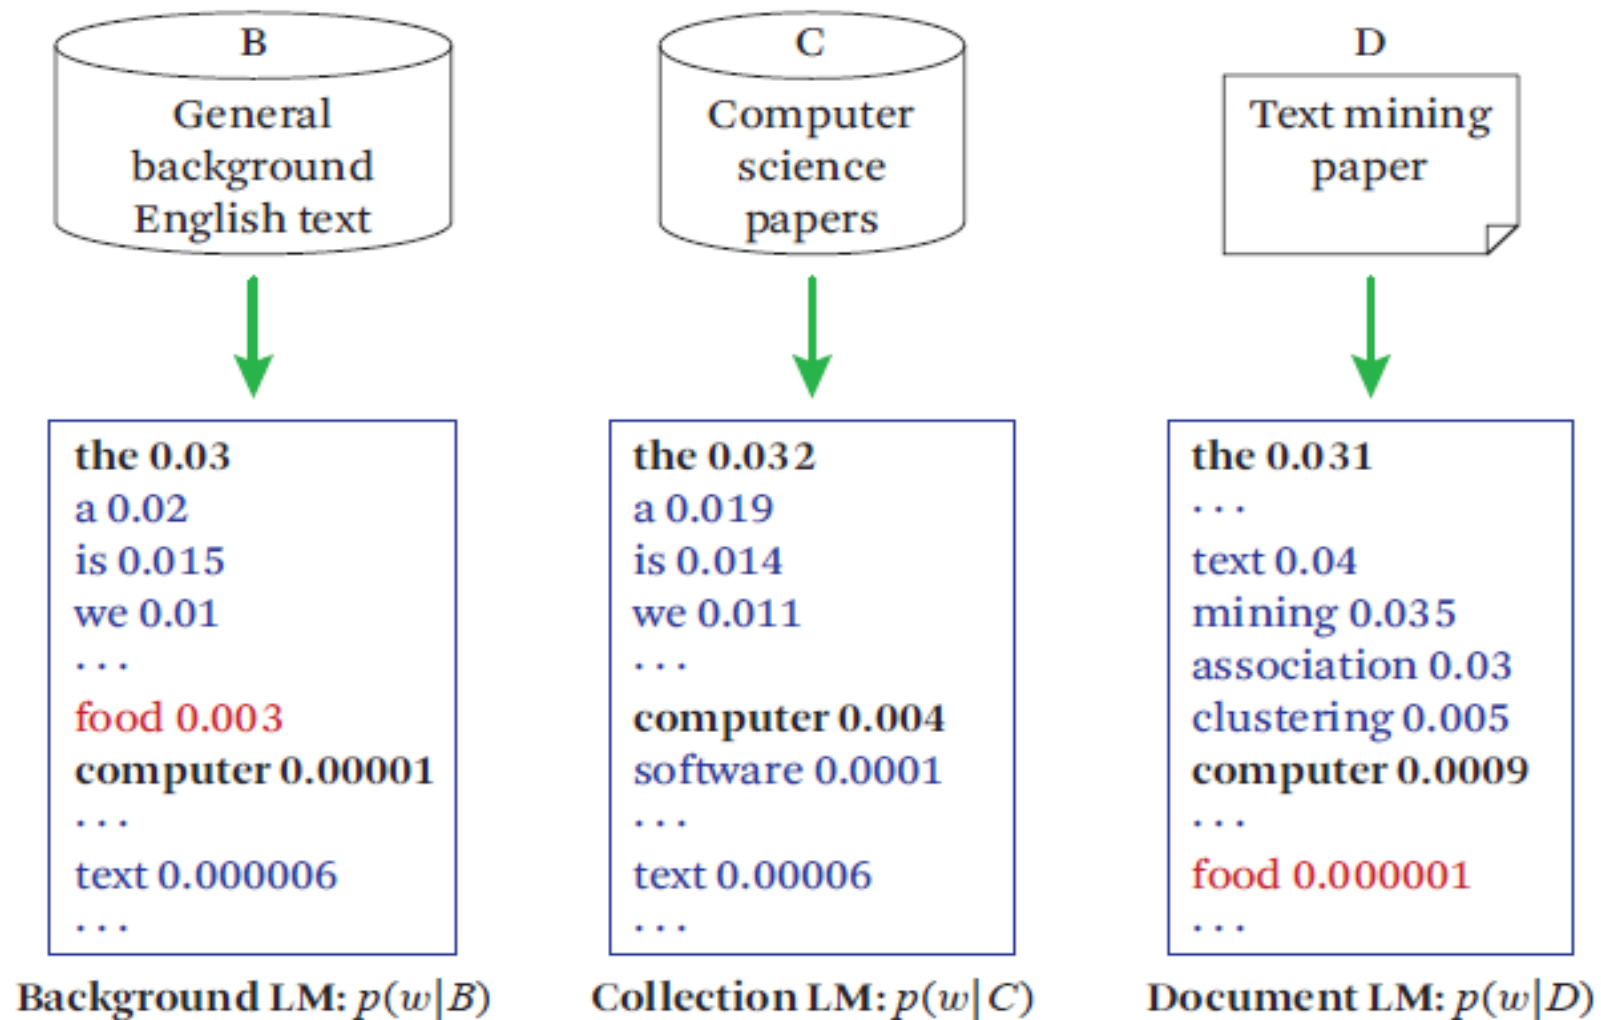 B
General
background
English text
the 0.03
a 0.02
is 0.015
we 0.01
...
food 0.003
computer 0.00001
...
text 0.000006
...
Background LM: p(w|B)
C
Computer
science
papers
the 0.032
a 0.019
is 0.014
we 0.011
...
computer 0.004
software 0.0001
...
text 0.00006
...
Collection LM: p(w|C)
D
Text mining
paper
the 0.031
...
text 0.04
mining 0.035
association 0.03
clustering 0.005
computer 0.0009
...
food 0.000001
...
Document LM: p(w|D)